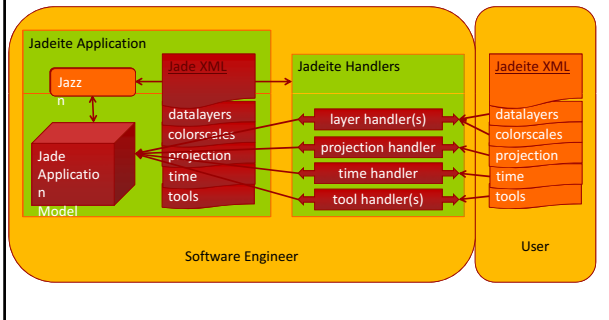 Jadeite Application
Jade XML
Jazz
n
datalayers
colorscales
projection
time
tools
Jade
Applicatio
n
Model
Jadeite Handlers
layer handler(s)
projection handler
time handler
tool handler(s)
Jadeite XML
datalayers
colorscales
projection
time
tools
Software Engineer
User